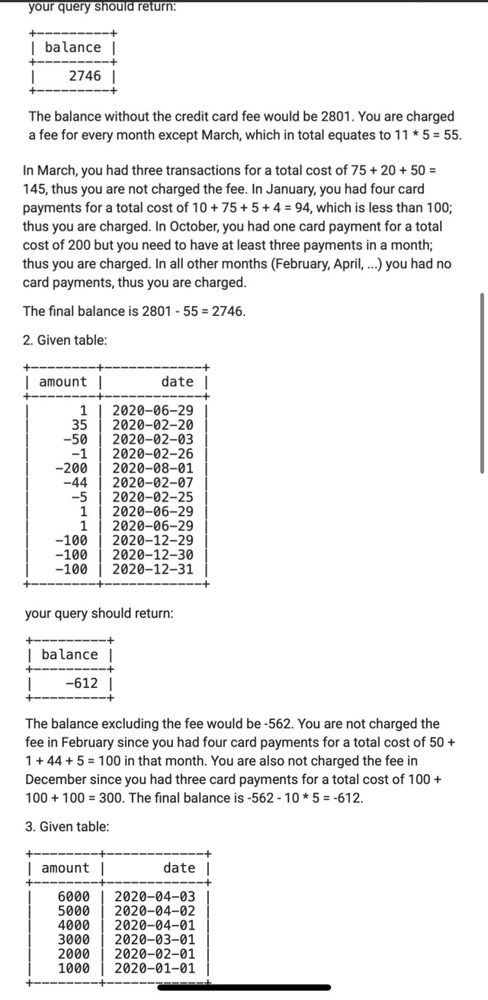 your query should return:
+---------+
| balance |
+---------+
|    2746 |
+---------+
The balance without the credit card fee would be 2801. You are charged
a fee for every month except March, which in total equates to 11 * 5 = 55.
In March, you had three transactions for a total cost of 75 + 20 + 50 =
145, thus you are not charged the fee. In January, you had four card
payments for a total cost of 10 + 75 + 5 + 4 = 94, which is less than 100;
thus you are charged. In October, you had one card payment for a total
cost of 200 but you need to have at least three payments in a month;
thus you are charged. In all other months (February, April, ...) you had no
card payments, thus you are charged.
The final balance is 2801 - 55 = 2746.
2. Given table:
+--------+------------+
| amount |       date |
+--------+------------+
|      1 | 2020-06-29 |
|     35 | 2020-02-20 |
|    -50 | 2020-02-03 |
|     -1 | 2020-02-26 |
|   -200 | 2020-08-01 |
|    -44 | 2020-02-07 |
|     -5 | 2020-02-25 |
|      1 | 2020-06-29 |
|      1 | 2020-06-29 |
|   -100 | 2020-12-29 |
|   -100 | 2020-12-30 |
|   -100 | 2020-12-31 |
+--------+------------+
your query should return:
+---------+
| balance |
+---------+
|    -612 |
+---------+
The balance excluding the fee would be -562. You are not charged the
fee in February since you had four card payments for a total cost of 50 +
1 + 44 + 5 = 100 in that month. You are also not charged the fee in
December since you had three card payments for a total cost of 100 +
100 + 100 = 300. The final balance is -562 - 10 * 5 = -612.
3. Given table:
+--------+------------+
| amount |       date |
+--------+------------+
|   6000 | 2020-04-03 |
|   5000 | 2020-04-02 |
|   4000 | 2020-04-01 |
|   3000 | 2020-03-01 |
|   2000 | 2020-02-01 |
|   1000 | 2020-01-01 |
+--------+------------+